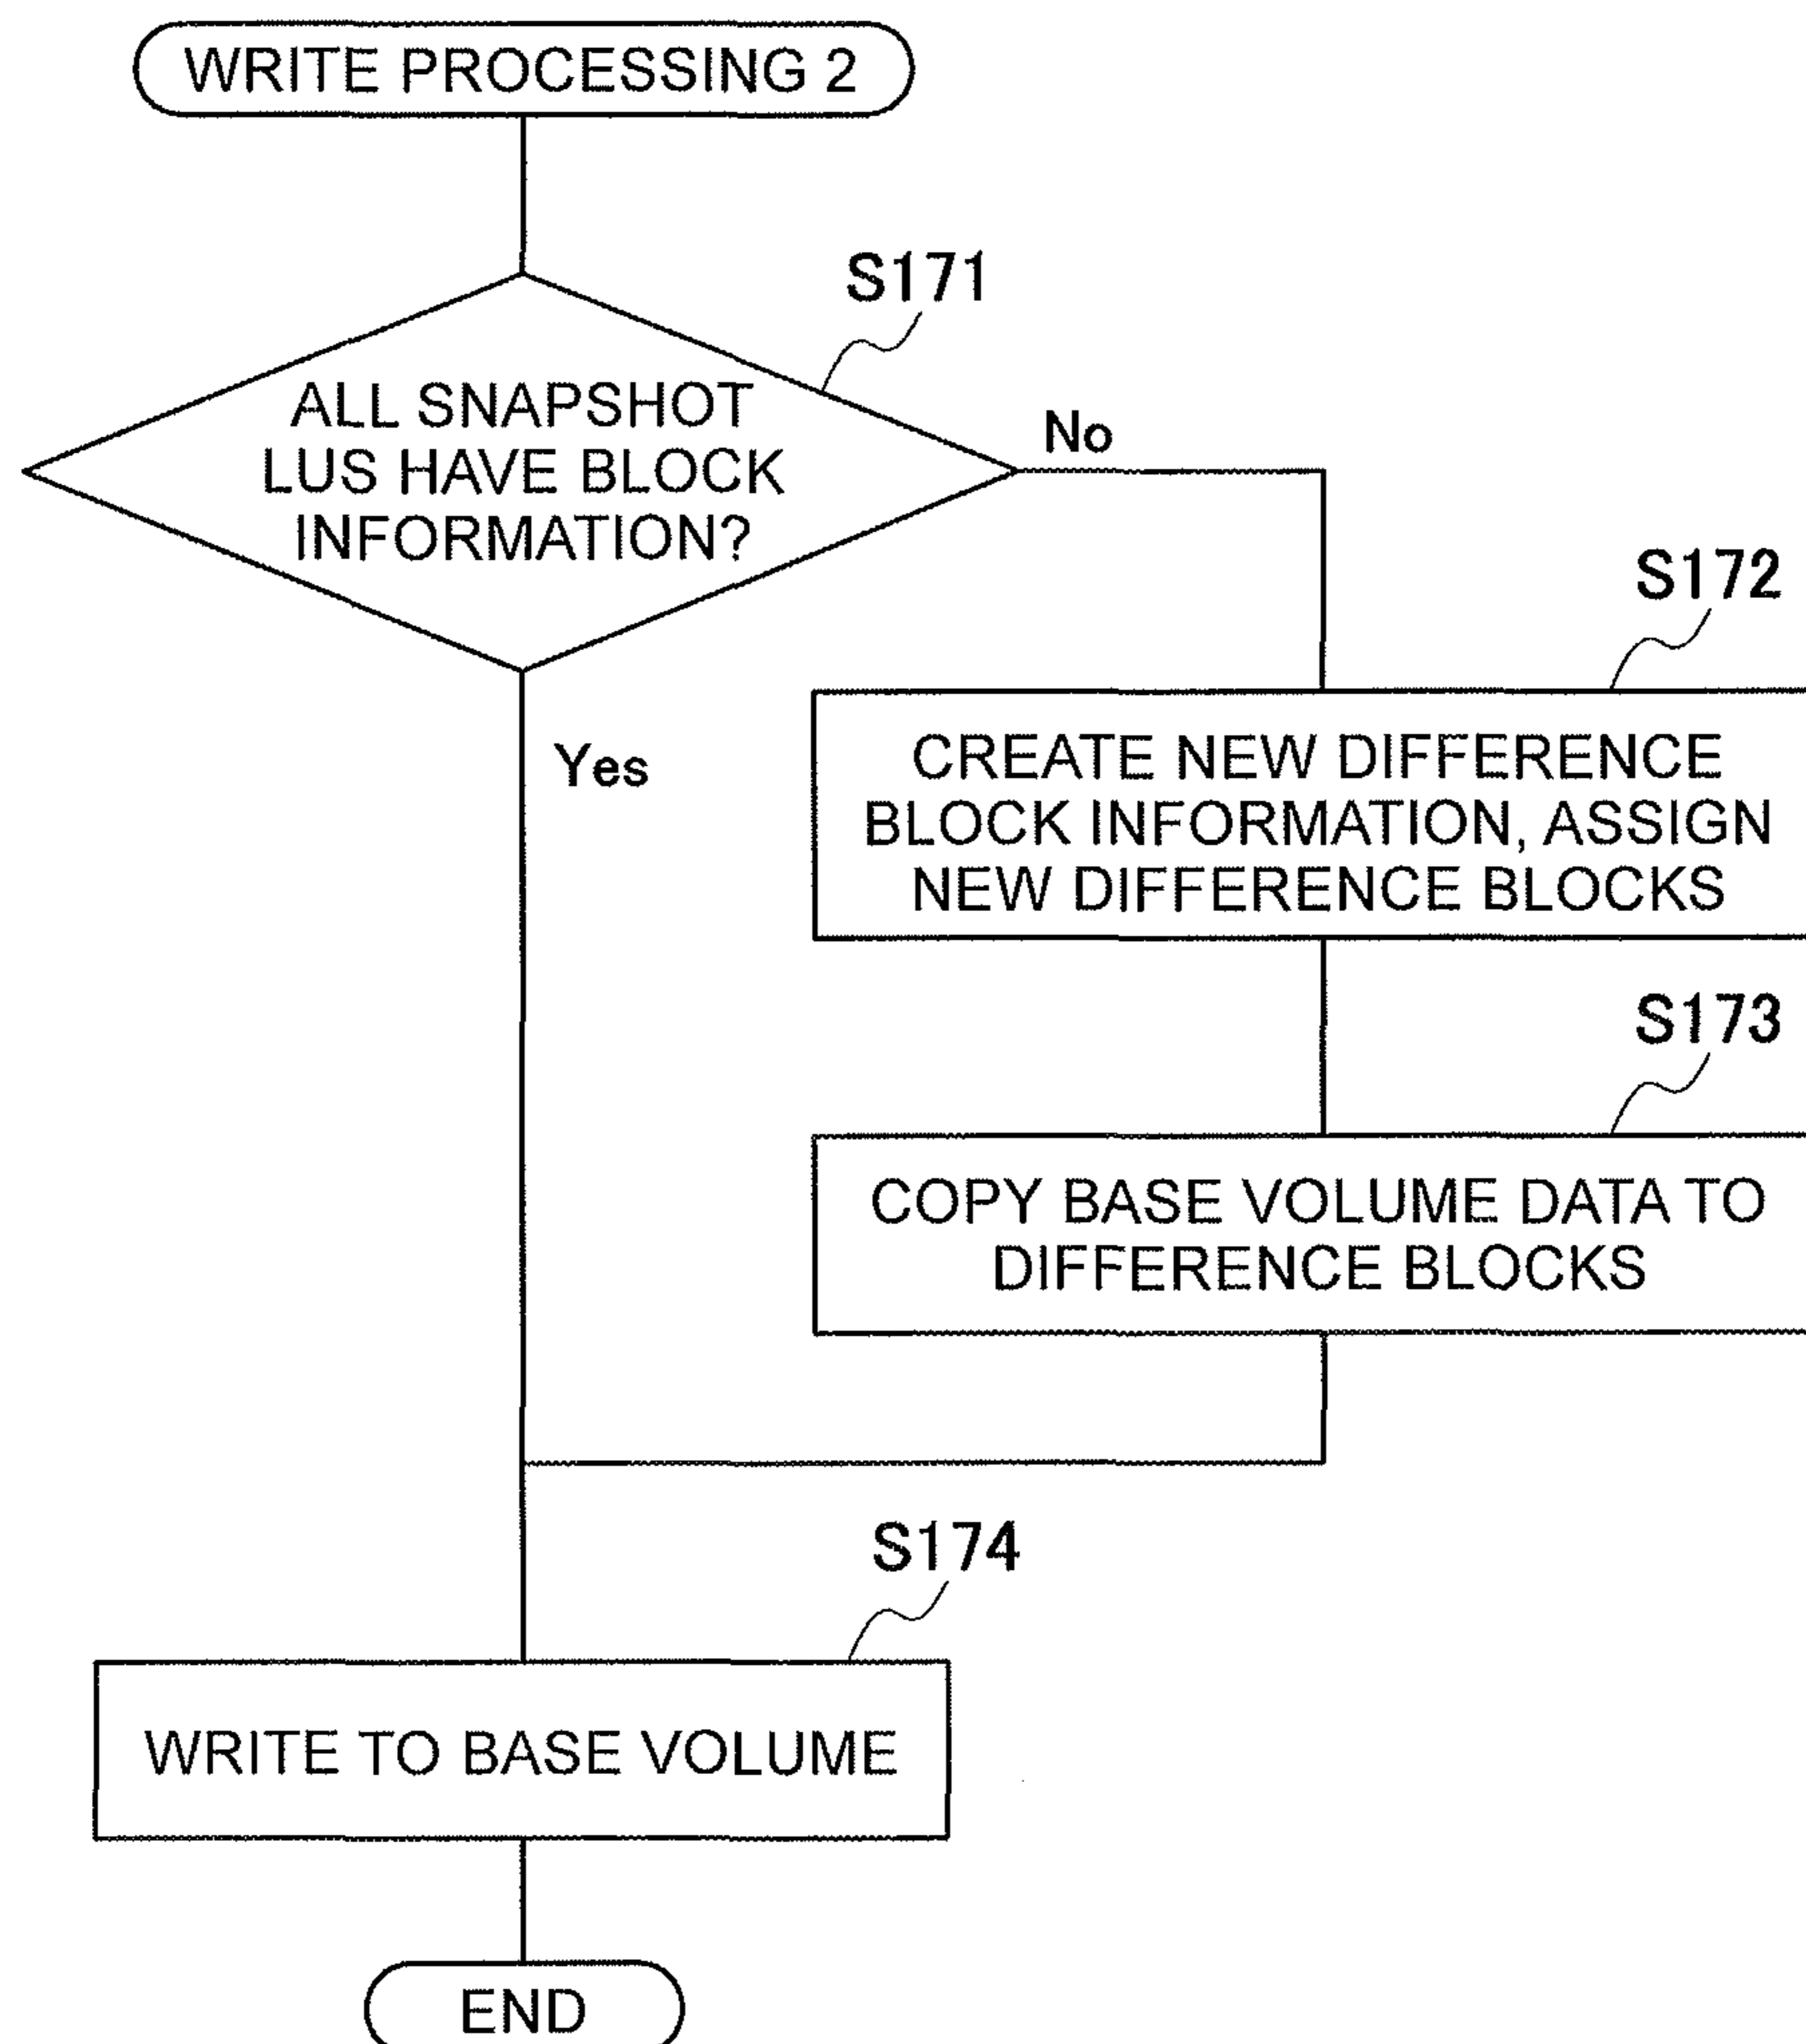 WRITE PROCESSING 2
S171
ALL SNAPSHOT
LUS HAVE BLOCK
INFORMATION?
No
Yes
S172
CREATE NEW DIFFERENCE
BLOCK INFORMATION, ASSIGN
NEW DIFFERENCE BLOCKS
S173
COPY BASE VOLUME DATA TO
DIFFERENCE BLOCKS
S174
WRITE TO BASE VOLUME
END